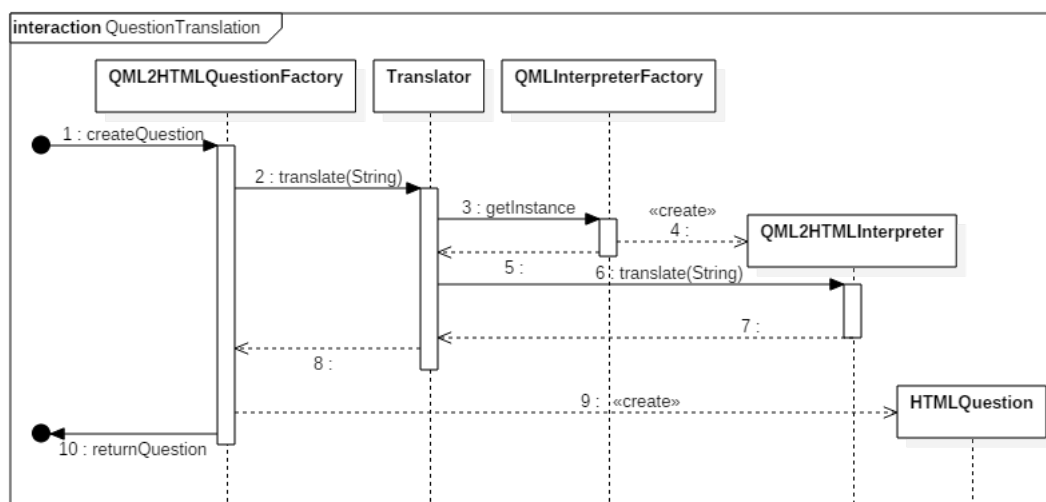 interaction QuestionTranslation
QML2HTMLQuestionFactory
Translator
QMLInterpreterFactory
1 : createQuestion
2 : translate(String)
3 : getInstance
«create»
4 :
QML2HTMLInterpreter
5 :
6 : translate(String)
7 :
8 :
9 : «create»
HTMLQuestion
10 : returnQuestion